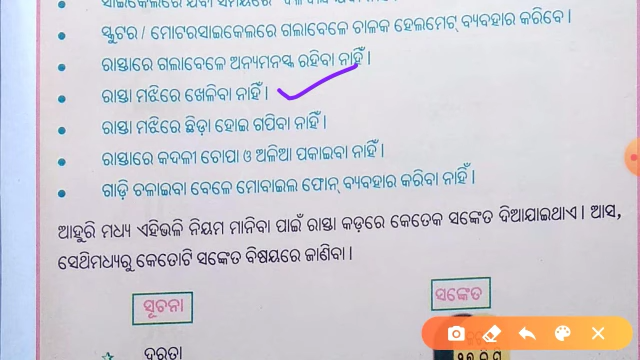 ସ୍କୁଟର / ମୋଟରସାଇକେଲରେ ଗଲାବେଳେ ଚାଳକ ହେଲମେଟ୍ ବ୍ୟବହାର କରିବେ ।
ରାସ୍ତାରେ ଗଲାବେଳେ ଅନ୍ୟମନସ୍କ ରହିବା ନାହିଁ ।
ରାସ୍ତା ମଝିରେ ଖେଳିବା ନାହିଁ ।
ରାସ୍ତା ମଝିରେ ଛିଡ଼ା ହୋଇ ଗପିବା ନାହିଁ ।
ରାସ୍ତାରେ କଦଳୀ ଚୋପା ଓ ଅଳିଆ ପକାଇବା ନାହିଁ ।
ଗାଡ଼ି ଚଳାଇବା ବେଳେ ମୋବାଇଲ ଫୋନ୍ ବ୍ୟବହାର କରିବା ନାହିଁ ।
ଆହୁରି ମଧ୍ୟ ଏହିଭଳି ନିୟମ ମାନିବା ପାଇଁ ରାସ୍ତା କଡ଼ରେ କେତେକ ସଙ୍କେତ ଦିଆଯାଇଥାଏ । ଆସ,
ସେଥିମଧ୍ୟରୁ କେତୋଟି ସଙ୍କେତ ବିଷୟରେ ଜାଣିବା ।
ସୂଚନା
ସଙ୍କେତ
ଦୂରତା